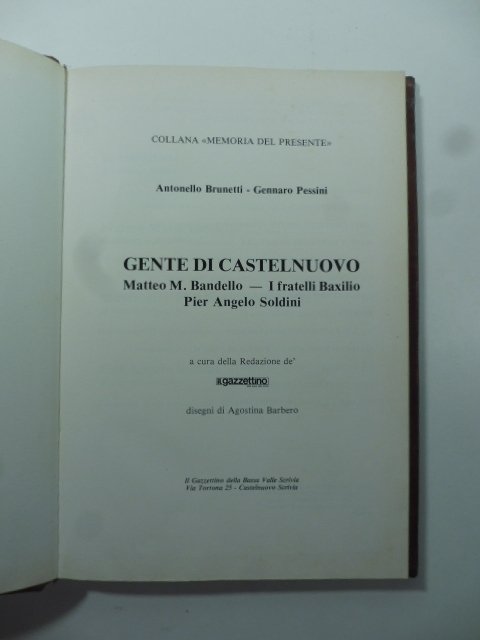 COLLANA «MEMORIA DEL PRESENTE»
Antonello Brunetti - Gennaro Pessini
GENTE DI CASTELNUOVO
Matteo M. Bandello — I fratelli Baxilio
Pier Angelo Soldini
a cura della Redazione de'
IL gazzettino
disegni di Agostina Barbero
Il Gazzettino della Bassa Valle Scrivia
Via Tortona 25 - Castelnuovo Scrivia